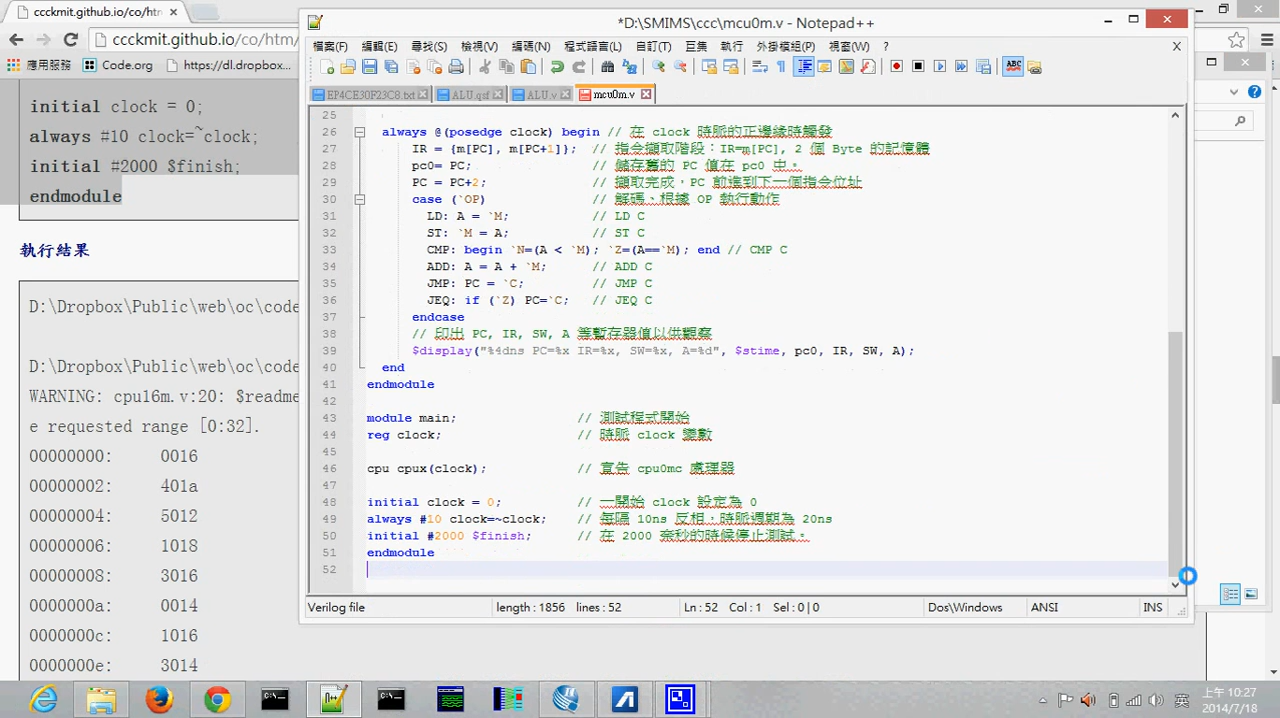 ccckmit.github.io/co/htm
*D:\SMIMS\ccc\mcu0m.v - Notepad++
ccckmit.github.io/co/htm/
應用服務 Code.org https://dl.dropbox...
檔案(F) 編輯(E) 尋找(S) 檢視(V) 編碼(N) 程式語言(L) 自訂(T) 巨集 執行 外掛模組(P) 視窗(W) ? X
EP4CE30F23C8.txt ALU.qsf ALU.v mcu0m.v
initial clock = 0;
always #10 clock=~clock;
initial #2000 $finish;
endmodule
執行結果
D:\Dropbox\Public\web\oc\code
D:\Dropbox\Public\web\oc\code
WARNING: cpu16m.v:20: $readme
e requested range [0:32].
00000000: 0016
00000002: 401a
00000004: 5012
00000006: 1018
00000008: 3016
0000000a: 0014
0000000c: 1016
0000000e: 3014
25
26 always @(posedge clock) begin // 在 clock 時脈的正邊緣時觸發
27 IR = {m[PC], m[PC+1]}; // 指令擷取階段：IR=m[PC], 2 個 Byte 的記憶體
28 pc0= PC; // 儲存舊的 PC 值在 pc0 中。
29 PC = PC+2; // 擷取完成，PC 前進到下一個指令位址
30 case (`OP) // 解碼、根據 OP 執行動作
31 LD: A = `M; // LD C
32 ST: `M = A; // ST C
33 CMP: begin `N=(A < `M); `Z=(A==`M); end // CMP C
34 ADD: A = A + `M; // ADD C
35 JMP: PC = `C; // JMP C
36 JEQ: if (`Z) PC=`C; // JEQ C
37 endcase
38 // 印出 PC, IR, SW, A 等暫存器值以供觀察
39 $display("%4dns PC=%x IR=%x, SW=%x, A=%d", $stime, pc0, IR, SW, A);
40 end
41 endmodule
42
43 module main; // 測試程式開始
44 reg clock; // 時脈 clock 變數
45
46 cpu cpux(clock); // 宣告 cpu0mc 處理器
47
48 initial clock = 0; // 一開始 clock 設定為 0
49 always #10 clock=~clock; // 每隔 10ns 反相，時脈週期為 20ns
50 initial #2000 $finish; // 在 2000 奈秒的時候停止測試。
51 endmodule
52
Verilog file length : 1856 lines : 52 Ln : 52 Col : 1 Sel : 0 | 0 Dos\Windows ANSI INS
英
上午 10:27
2014/7/18